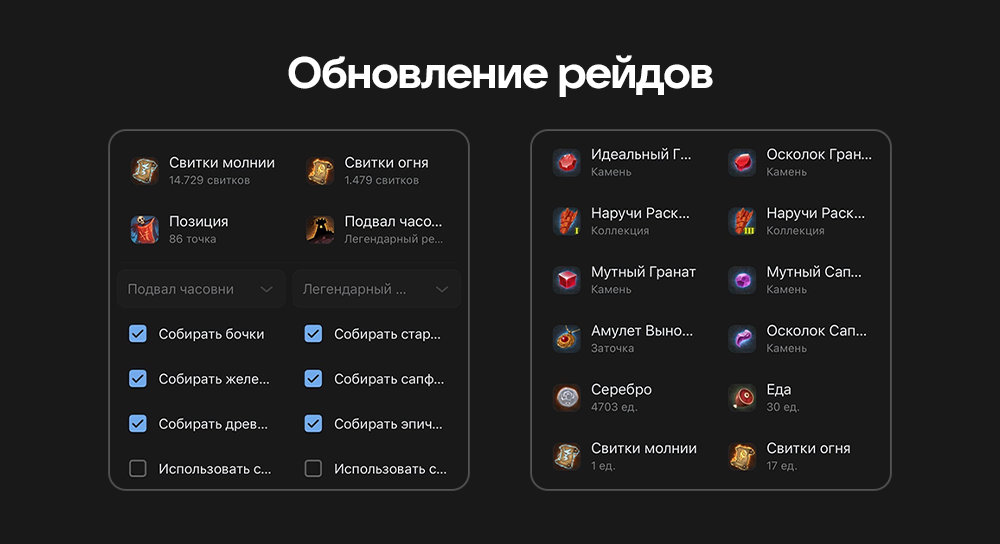 Обновление рейдов
Свитки молнии
14.729 свитков
Свитки огня
1.479 свитков
Позиция
86 точка
Подвал часо...
Легендарный ре...
Подвал часовни
Легендарный ...
Собирать бочки
Собирать стар...
Собирать желе...
Собирать сапф...
Собирать древ...
Собирать эпич...
Использовать с...
Использовать с...
Идеальный Г...
Камень
Осколок Гран...
Камень
Наручи Раск...
Коллекция
I
Наручи Раск...
Коллекция
III
Мутный Гранат
Камень
Мутный Сап...
Камень
Амулет Выно...
Заточка
Осколок Сап...
Камень
Серебро
4703 ед.
Еда
30 ед.
Свитки молнии
1 ед.
Свитки огня
17 ед.